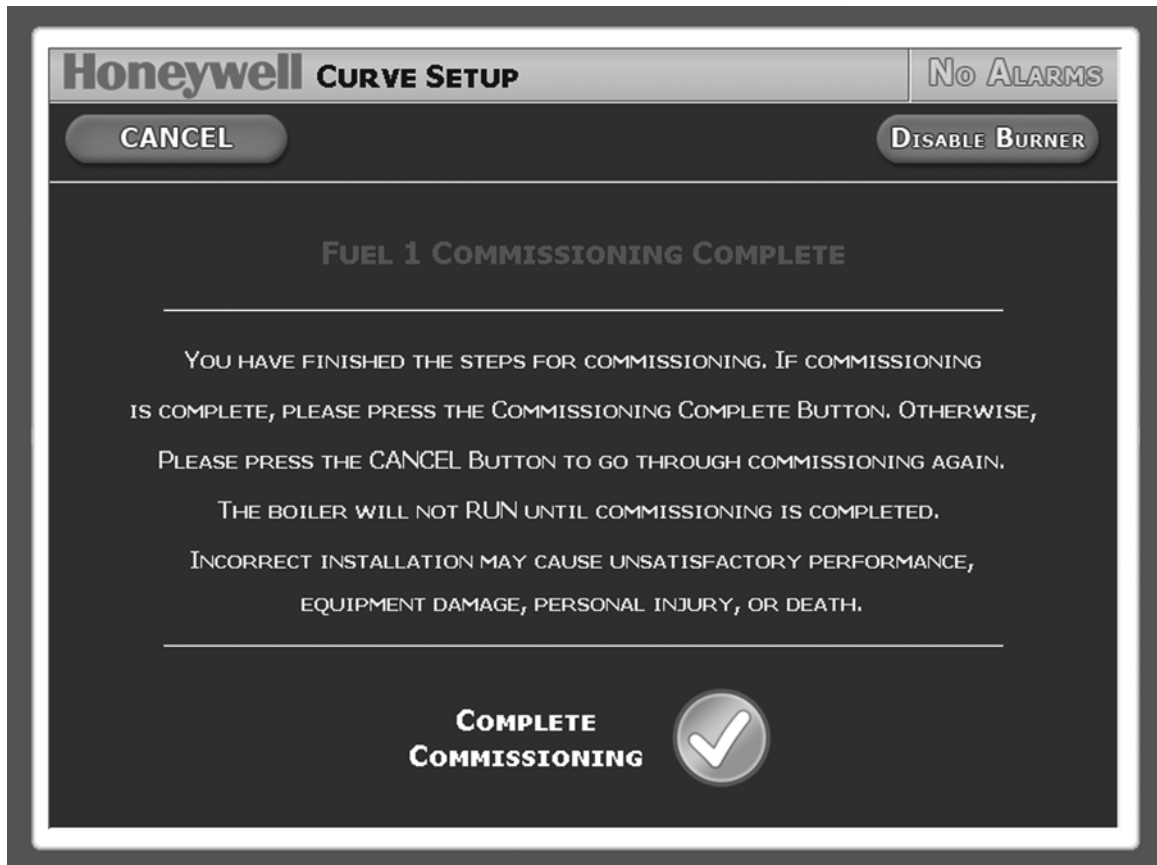 Honeywell CURVE SETUP
NO ALARMS
CANCEL
DISABLE BURNER
FUEL 1 COMMISSIONING COMPLETE
YOU HAVE FINISHED THE STEPS FOR COMMISSIONING. IF COMMISSIONING
IS COMPLETE, PLEASE PRESS THE COMMISSIONING COMPLETE BUTTON. OTHERWISE,
PLEASE PRESS THE CANCEL BUTTON TO GO THROUGH COMMISSIONING AGAIN.
THE BOILER WILL NOT RUN UNTIL COMMISSIONING IS COMPLETED.
INCORRECT INSTALLATION MAY CAUSE UNSATISFACTORY PERFORMANCE,
EQUIPMENT DAMAGE, PERSONAL INJURY, OR DEATH.
COMPLETE
COMMISSIONING